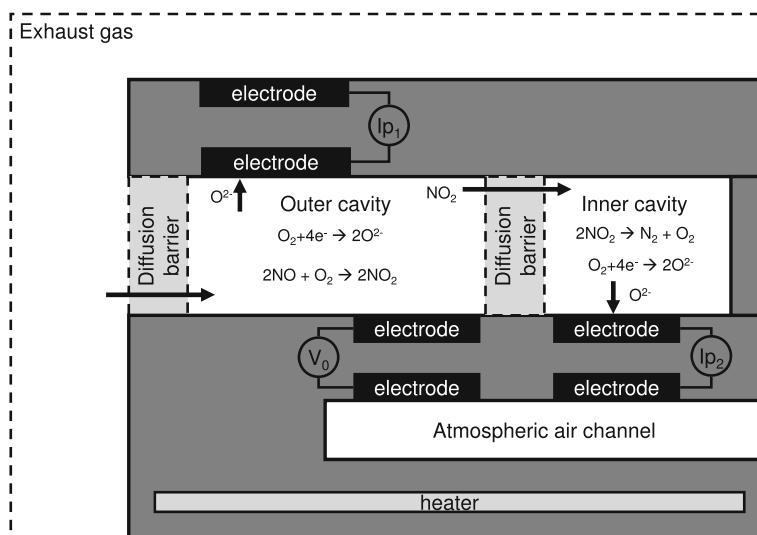 Exhaust gas
electrode
Ip₁
electrode
Diffusion
barrier
O²⁻
Outer cavity
O₂+4e⁻ → 2O²⁻
2NO + O₂ → 2NO₂
NO₂
Diffusion
barrier
Inner cavity
2NO₂ → N₂ + O₂
O₂+4e⁻ → 2O²⁻
O²⁻
electrode
electrode
V₀
Ip₂
electrode
electrode
Atmospheric air channel
heater